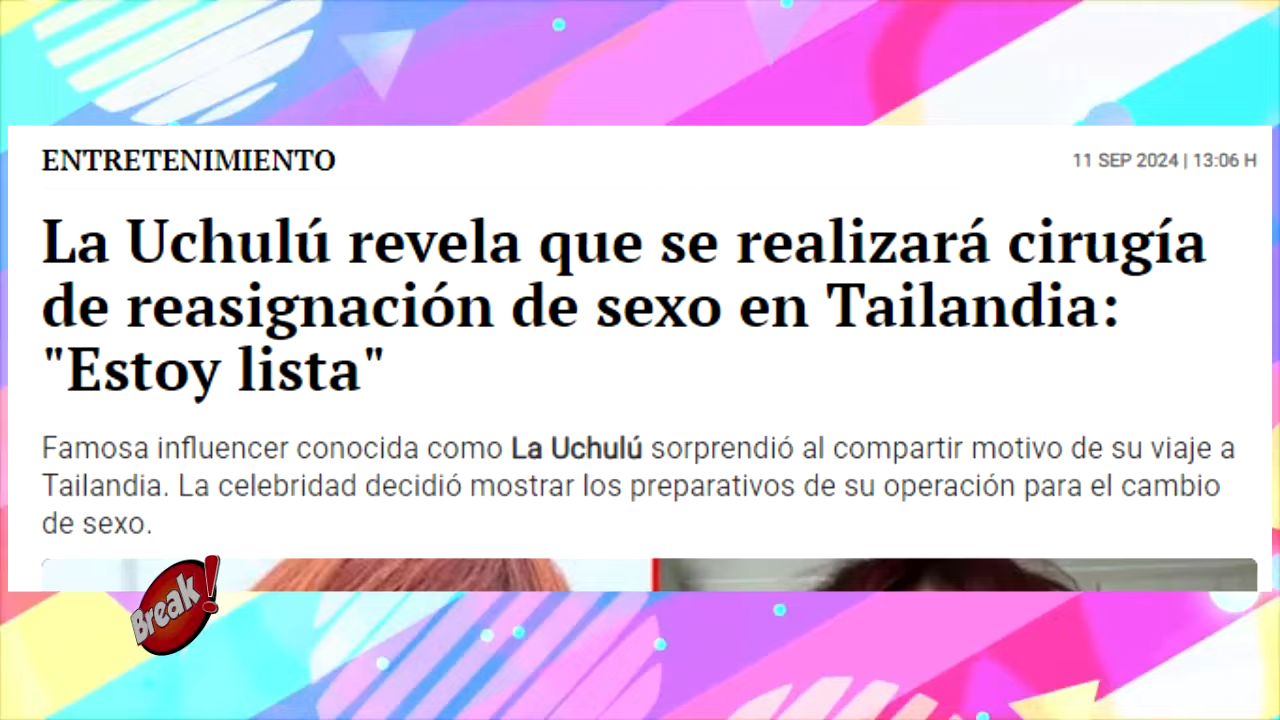 ENTRETENIMIENTO
11 SEP 2024 | 13:06 H
La Uchulú revela que se realizará cirugía
de reasignación de sexo en Tailandia:
"Estoy lista"
Famosa influencer conocida como La Uchulú sorprendió al compartir motivo de su viaje a
Tailandia. La celebridad decidió mostrar los preparativos de su operación para el cambio
de sexo.
Break!